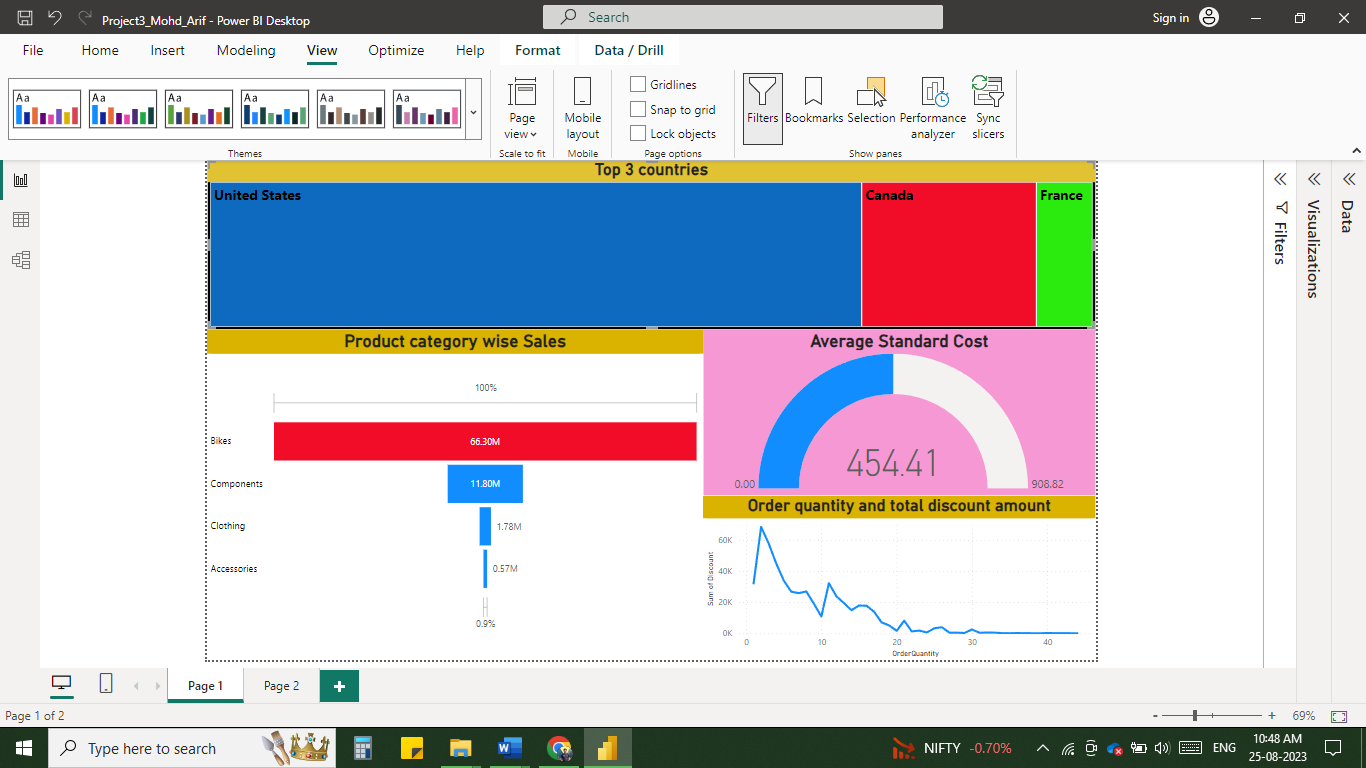 Project3_Mohd_Arif - Power BI Desktop
Search
Sign in
File Home Insert Modeling View Optimize Help Format Data / Drill
Aa Aa Aa Aa Aa Aa
Themes
Page view
Scale to fit
Mobile layout
Mobile
Gridlines
Snap to grid
Lock objects
Page options
Filters
Bookmarks
Selection
Performance analyzer
Sync slicers
Show panes
Top 3 countries
United States
Canada
France
Product category wise Sales
100%
Bikes 66.30M
Components 11.80M
Clothing 1.78M
Accessories 0.57M
0.9%
Average Standard Cost
454.41
0.00 908.82
Order quantity and total discount amount
Sum of Discount
60K
40K
20K
0K
0 10 20 30 40
OrderQuantity
Filters
Visualizations
Data
Page 1 Page 2 +
Page 1 of 2
- + 69%
Type here to search
NIFTY -0.70%
ENG
10:48 AM
25-08-2023